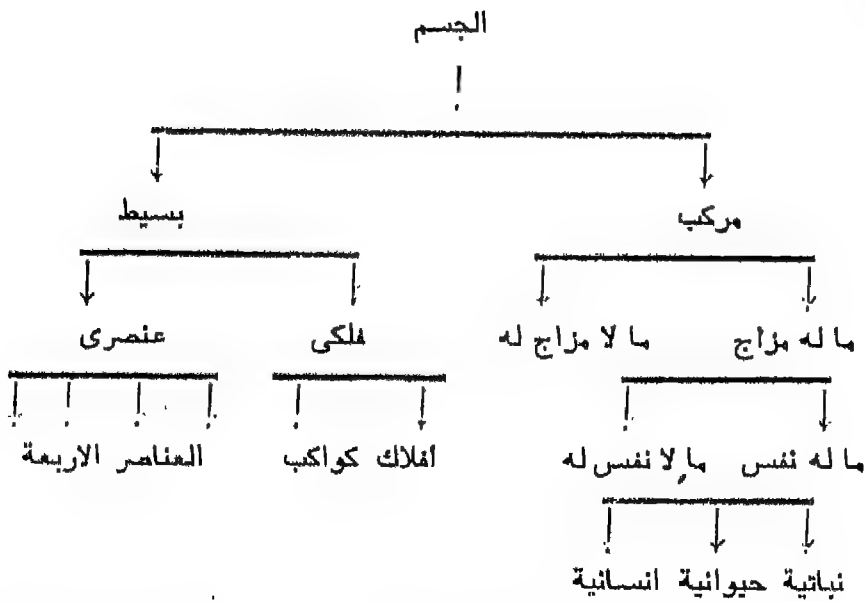 الجسم
مركب بسيط
ما له مزاج ما لا مزاج له فلكى عنصرى
ما له نفس ما لا نفس له افلاك كواكب العناصر الاربعة
نباتية حيوانية انسانية